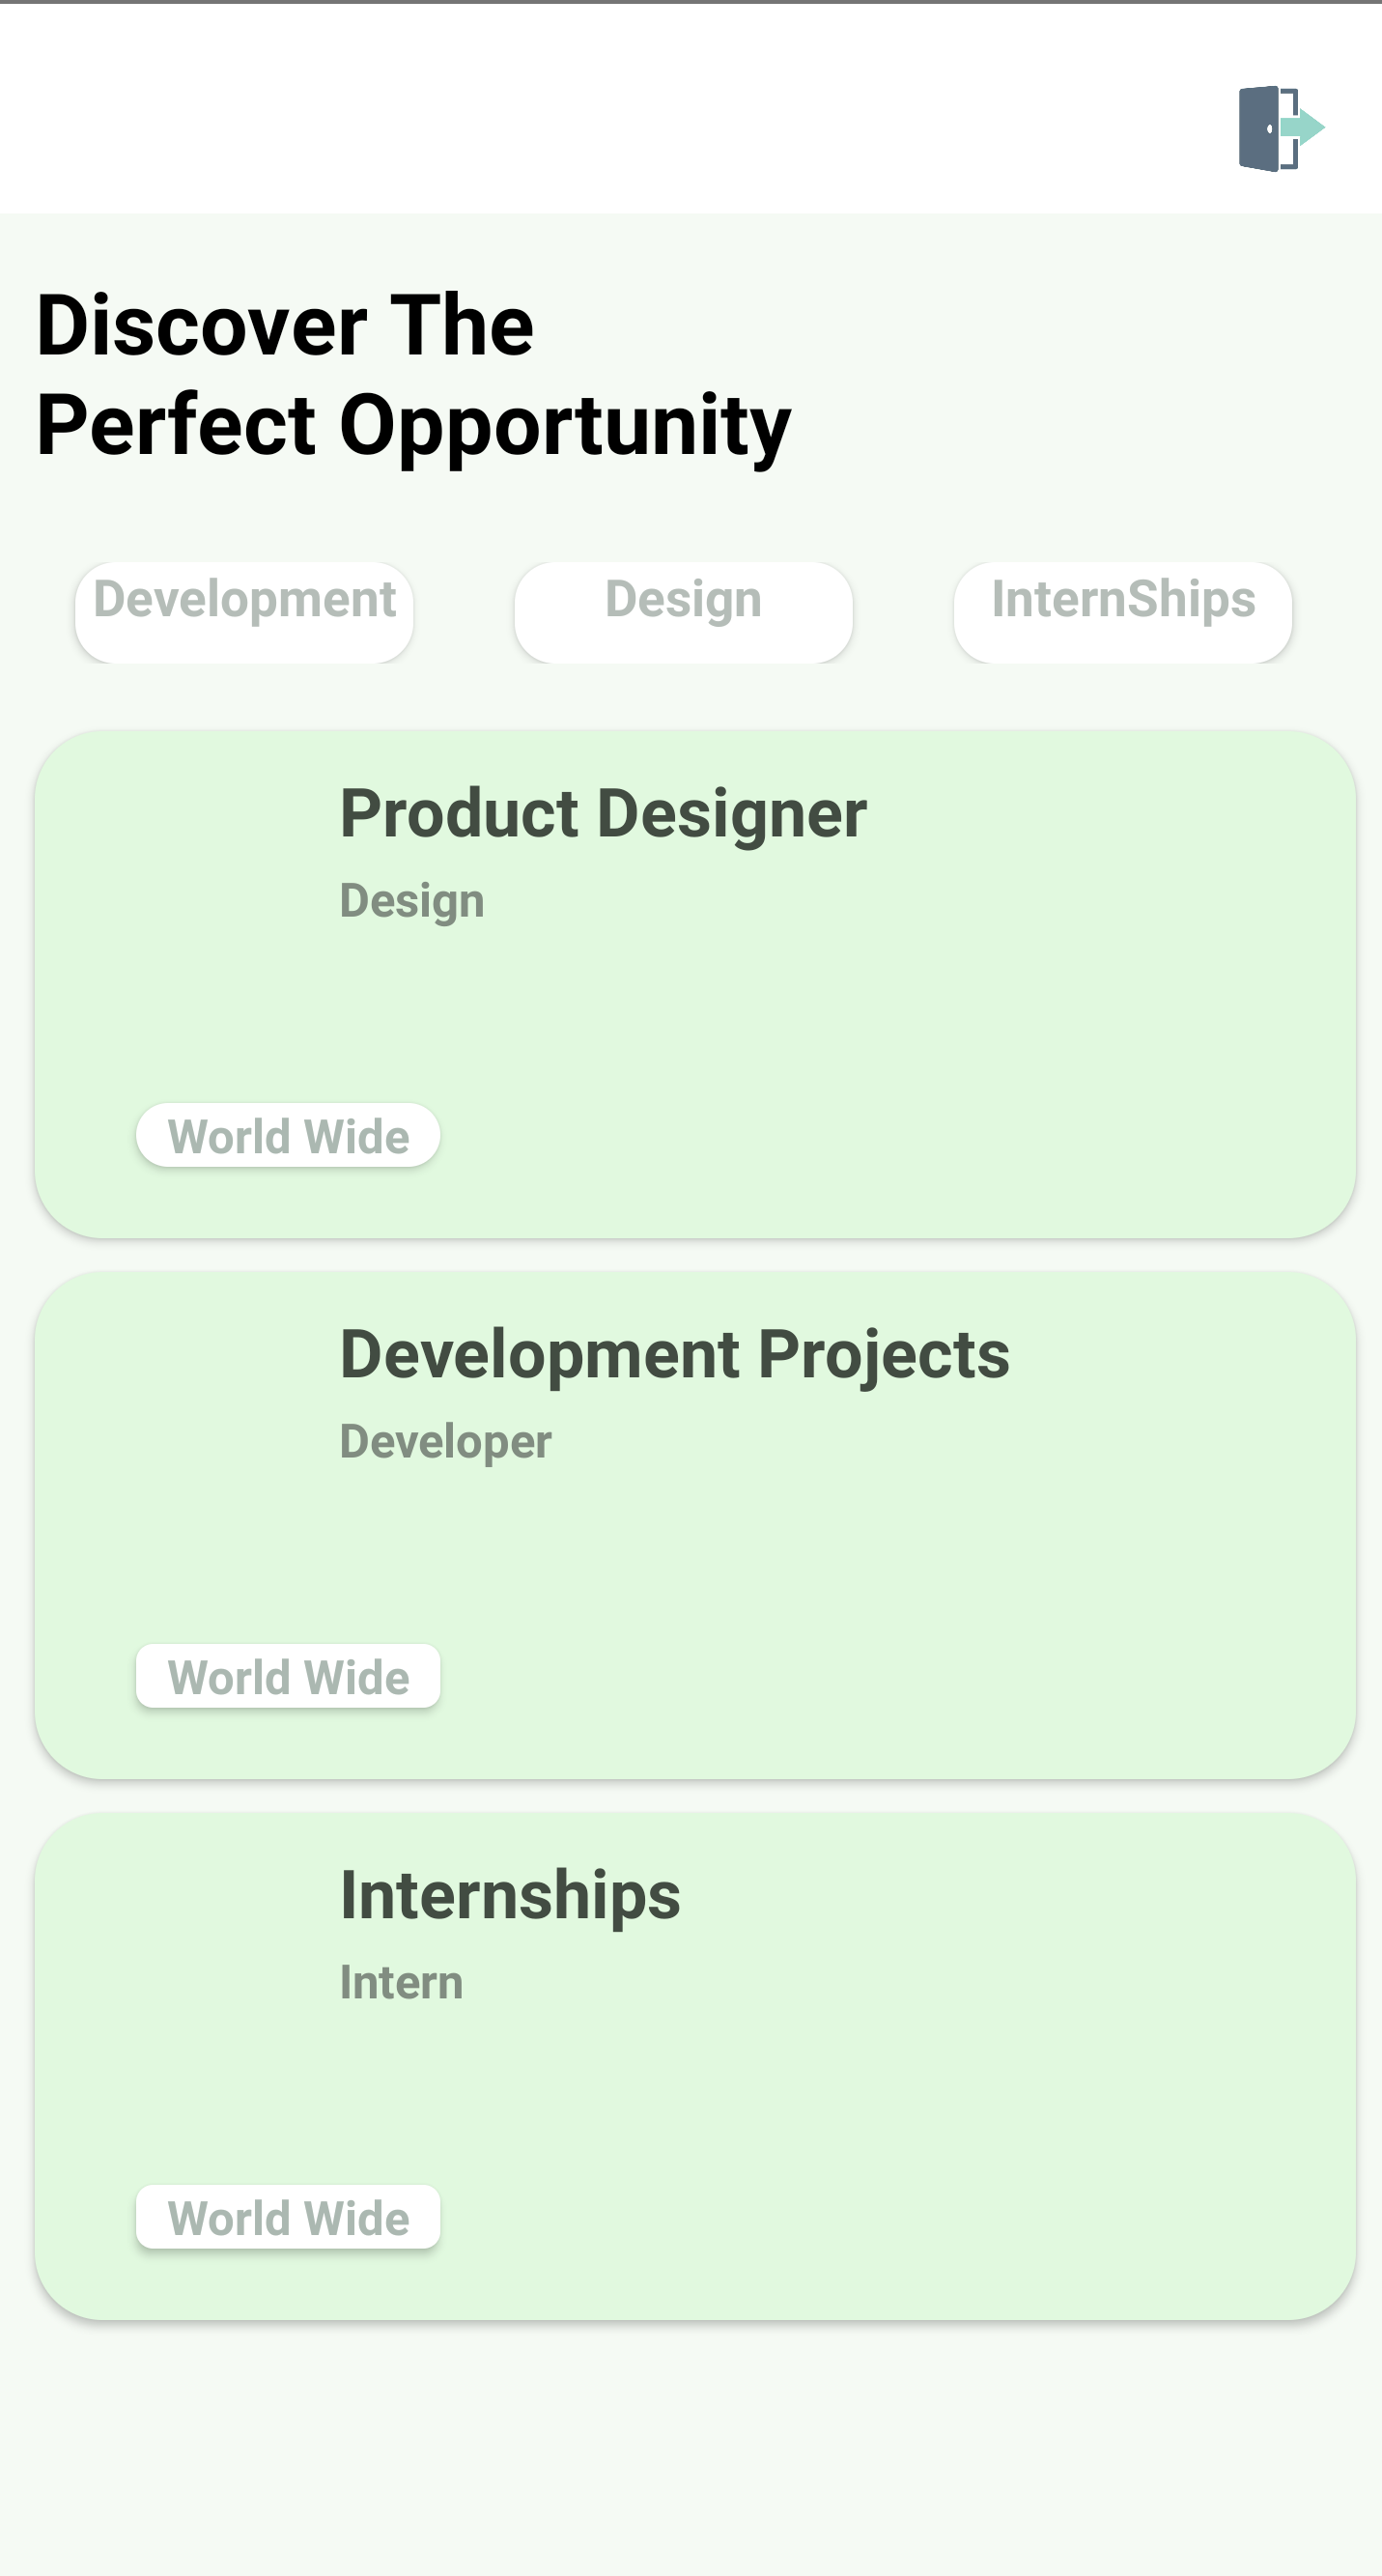 Discover The
Perfect Opportunity
Development
Design
InternShips
Product Designer
Design
World Wide
Development Projects
Developer
World Wide
Internships
Intern
World Wide